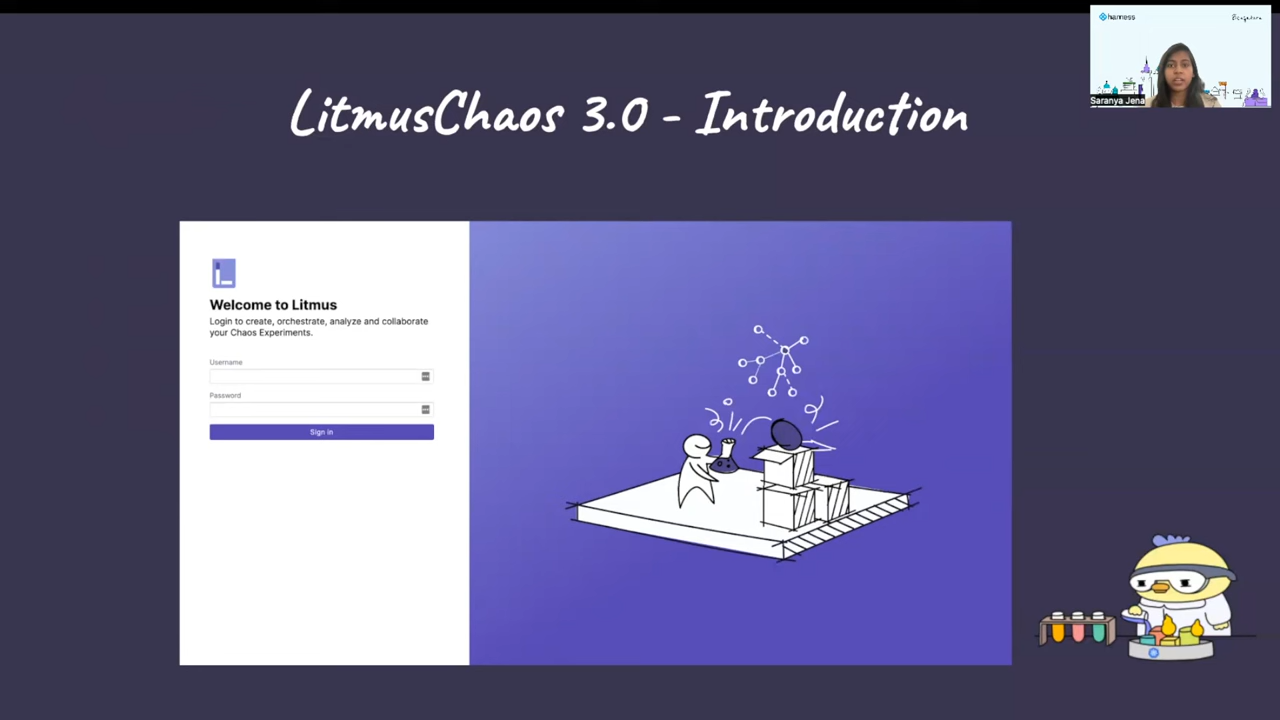 harness
Bengaluru
Saranya Jena
LitmusChaos 3.0 - Introduction
Welcome to Litmus
Login to create, orchestrate, analyze and collaborate
your Chaos Experiments.
Username
Password
Sign in